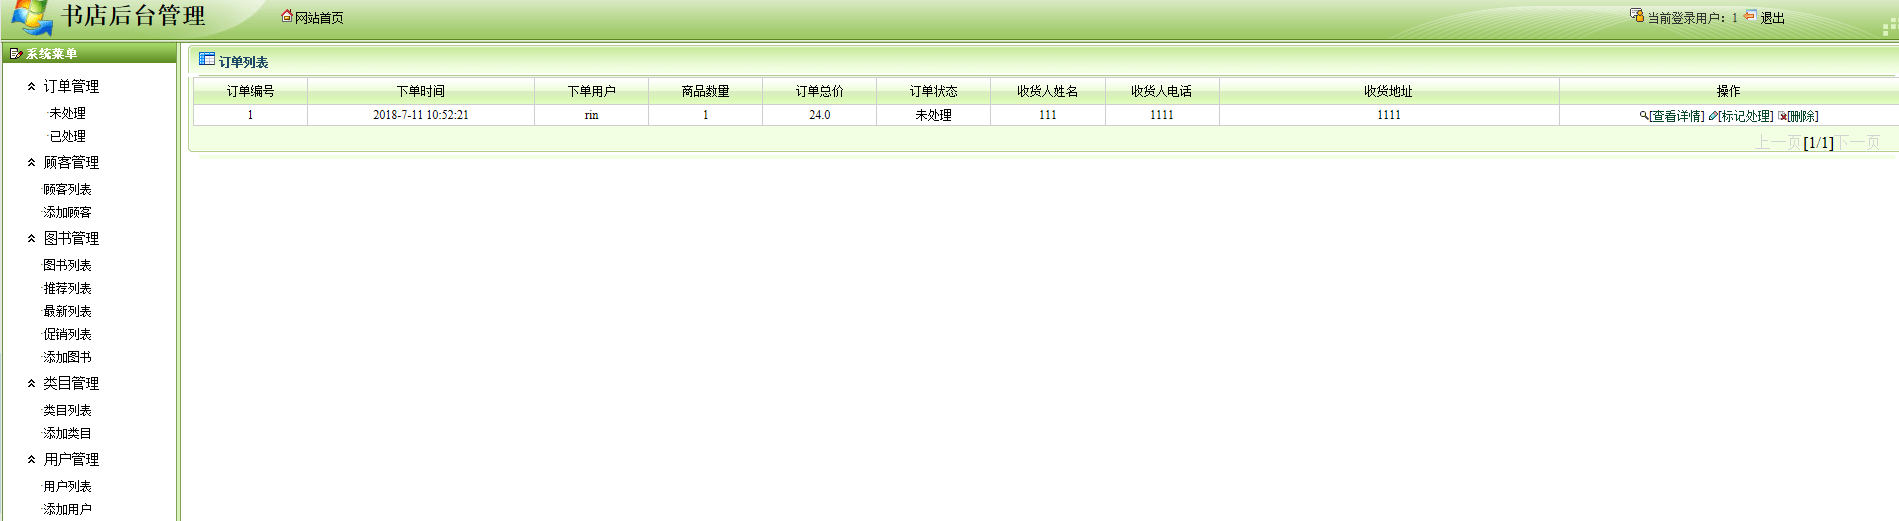 书店后台管理
网站首页
当前登录用户：1 退出
系统菜单
订单管理
·未处理
·已处理
顾客管理
·顾客列表
·添加顾客
图书管理
·图书列表
·推荐列表
·最新列表
·促销列表
·添加图书
类目管理
·类目列表
·添加类目
用户管理
·用户列表
·添加用户
订单列表
订单编号 下单时间 下单用户 商品数量 订单总价 订单状态 收货人姓名 收货人电话 收货地址 操作
1 2018-7-11 10:52:21 rin 1 24.0 未处理 111 1111 1111 [查看详情] [标记处理] [删除]
上一页[1/1]下一页